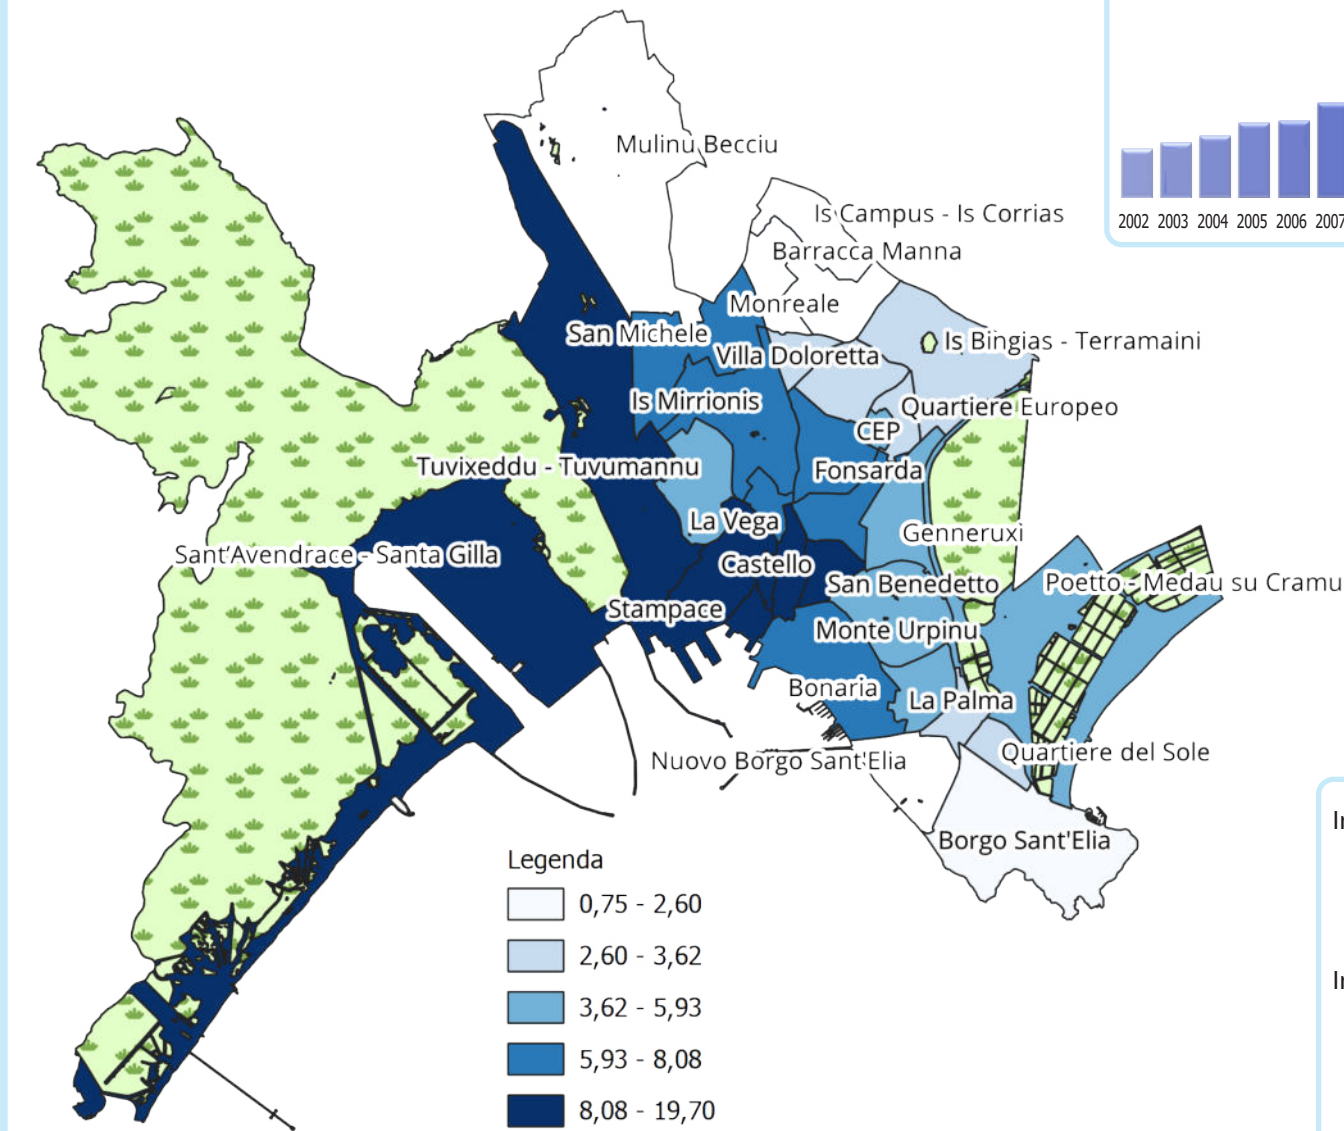 Mulinu Becciu
Is Campus - Is Corrias
Barracca Manna
2002 2003 2004 2005 2006 2007
Monreale
San Michele
Is Bingias - Terramaini
Villa Doloretta
Is Mirrionis
Quartiere Europeo
CEP
Tuvixeddu - Tuvumannu
Fonsarda
La Vega
Genneruxi
Sant'Avendrace - Santa Gilla
Castello
San Benedetto
Poetto - Medau su Cramu
Stampace
Monte Urpinu
Bonaria
La Palma
Quartiere del Sole
Nuovo Borgo Sant'Elia
Borgo Sant'Elia
Legenda
0,75 - 2,60
2,60 - 3,62
3,62 - 5,93
5,93 - 8,08
8,08 - 19,70